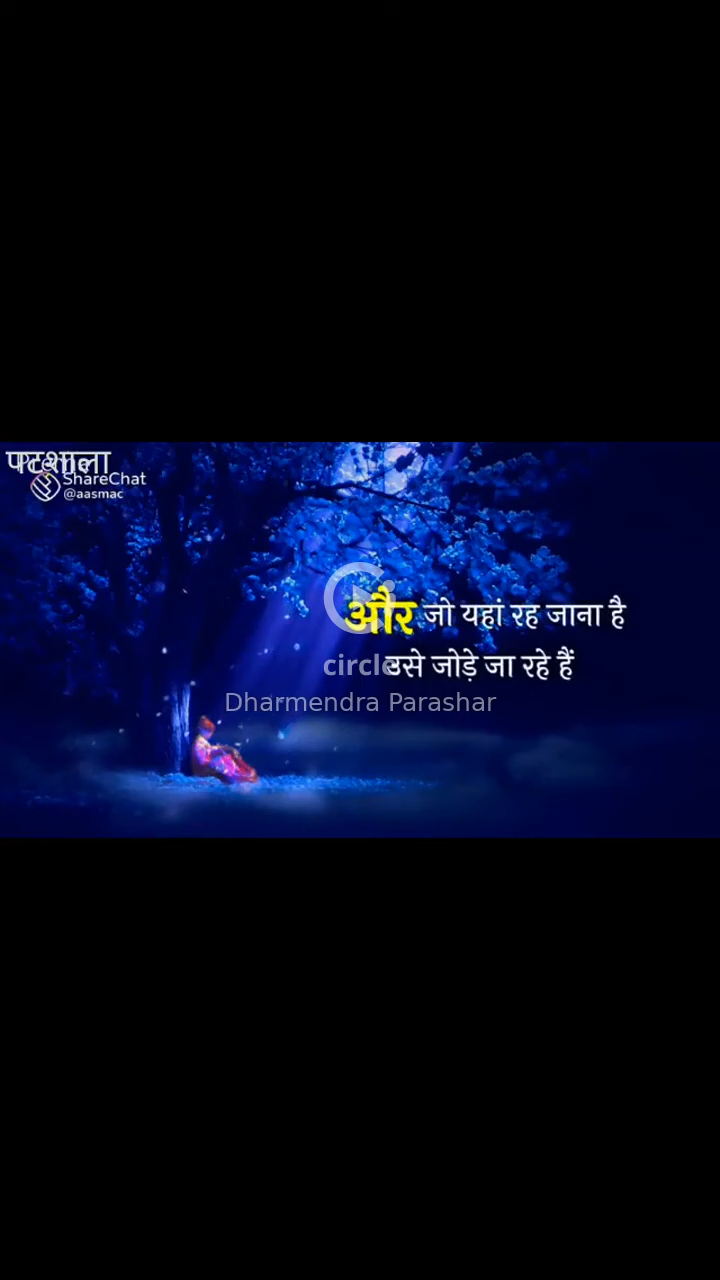 पटशाला
ShareChat
@aasmac
और जो यहां रह जाना है
circle
उसे जोड़े जा रहे हैं
Dharmendra Parashar